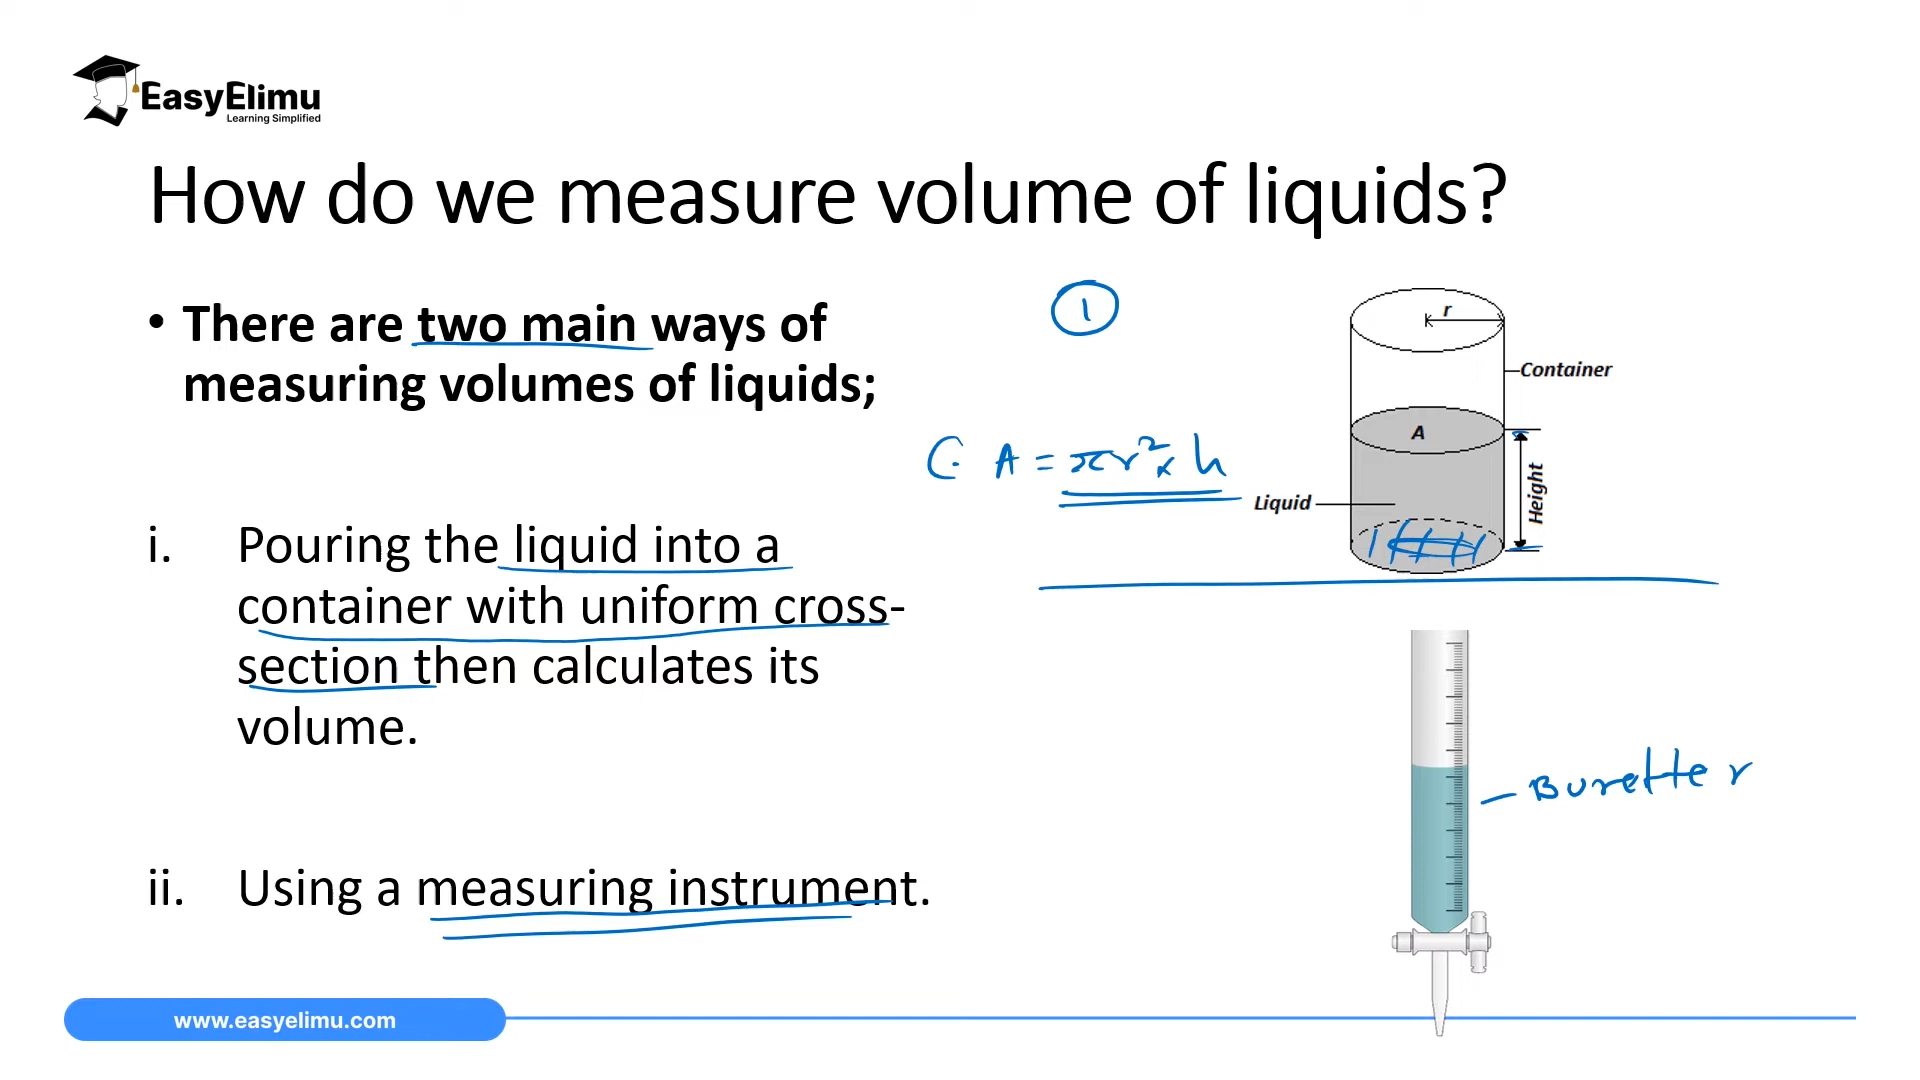 EasyElimu
Learning Simplified
How do we measure volume of liquids?
• There are two main ways of
measuring volumes of liquids;
i. Pouring the liquid into a
container with uniform cross-
section then calculates its
volume.
ii. Using a measuring instrument.
1
r
Container
A
C. A = πr² × h
Liquid
Height
- Buretter
www.easyelimu.com